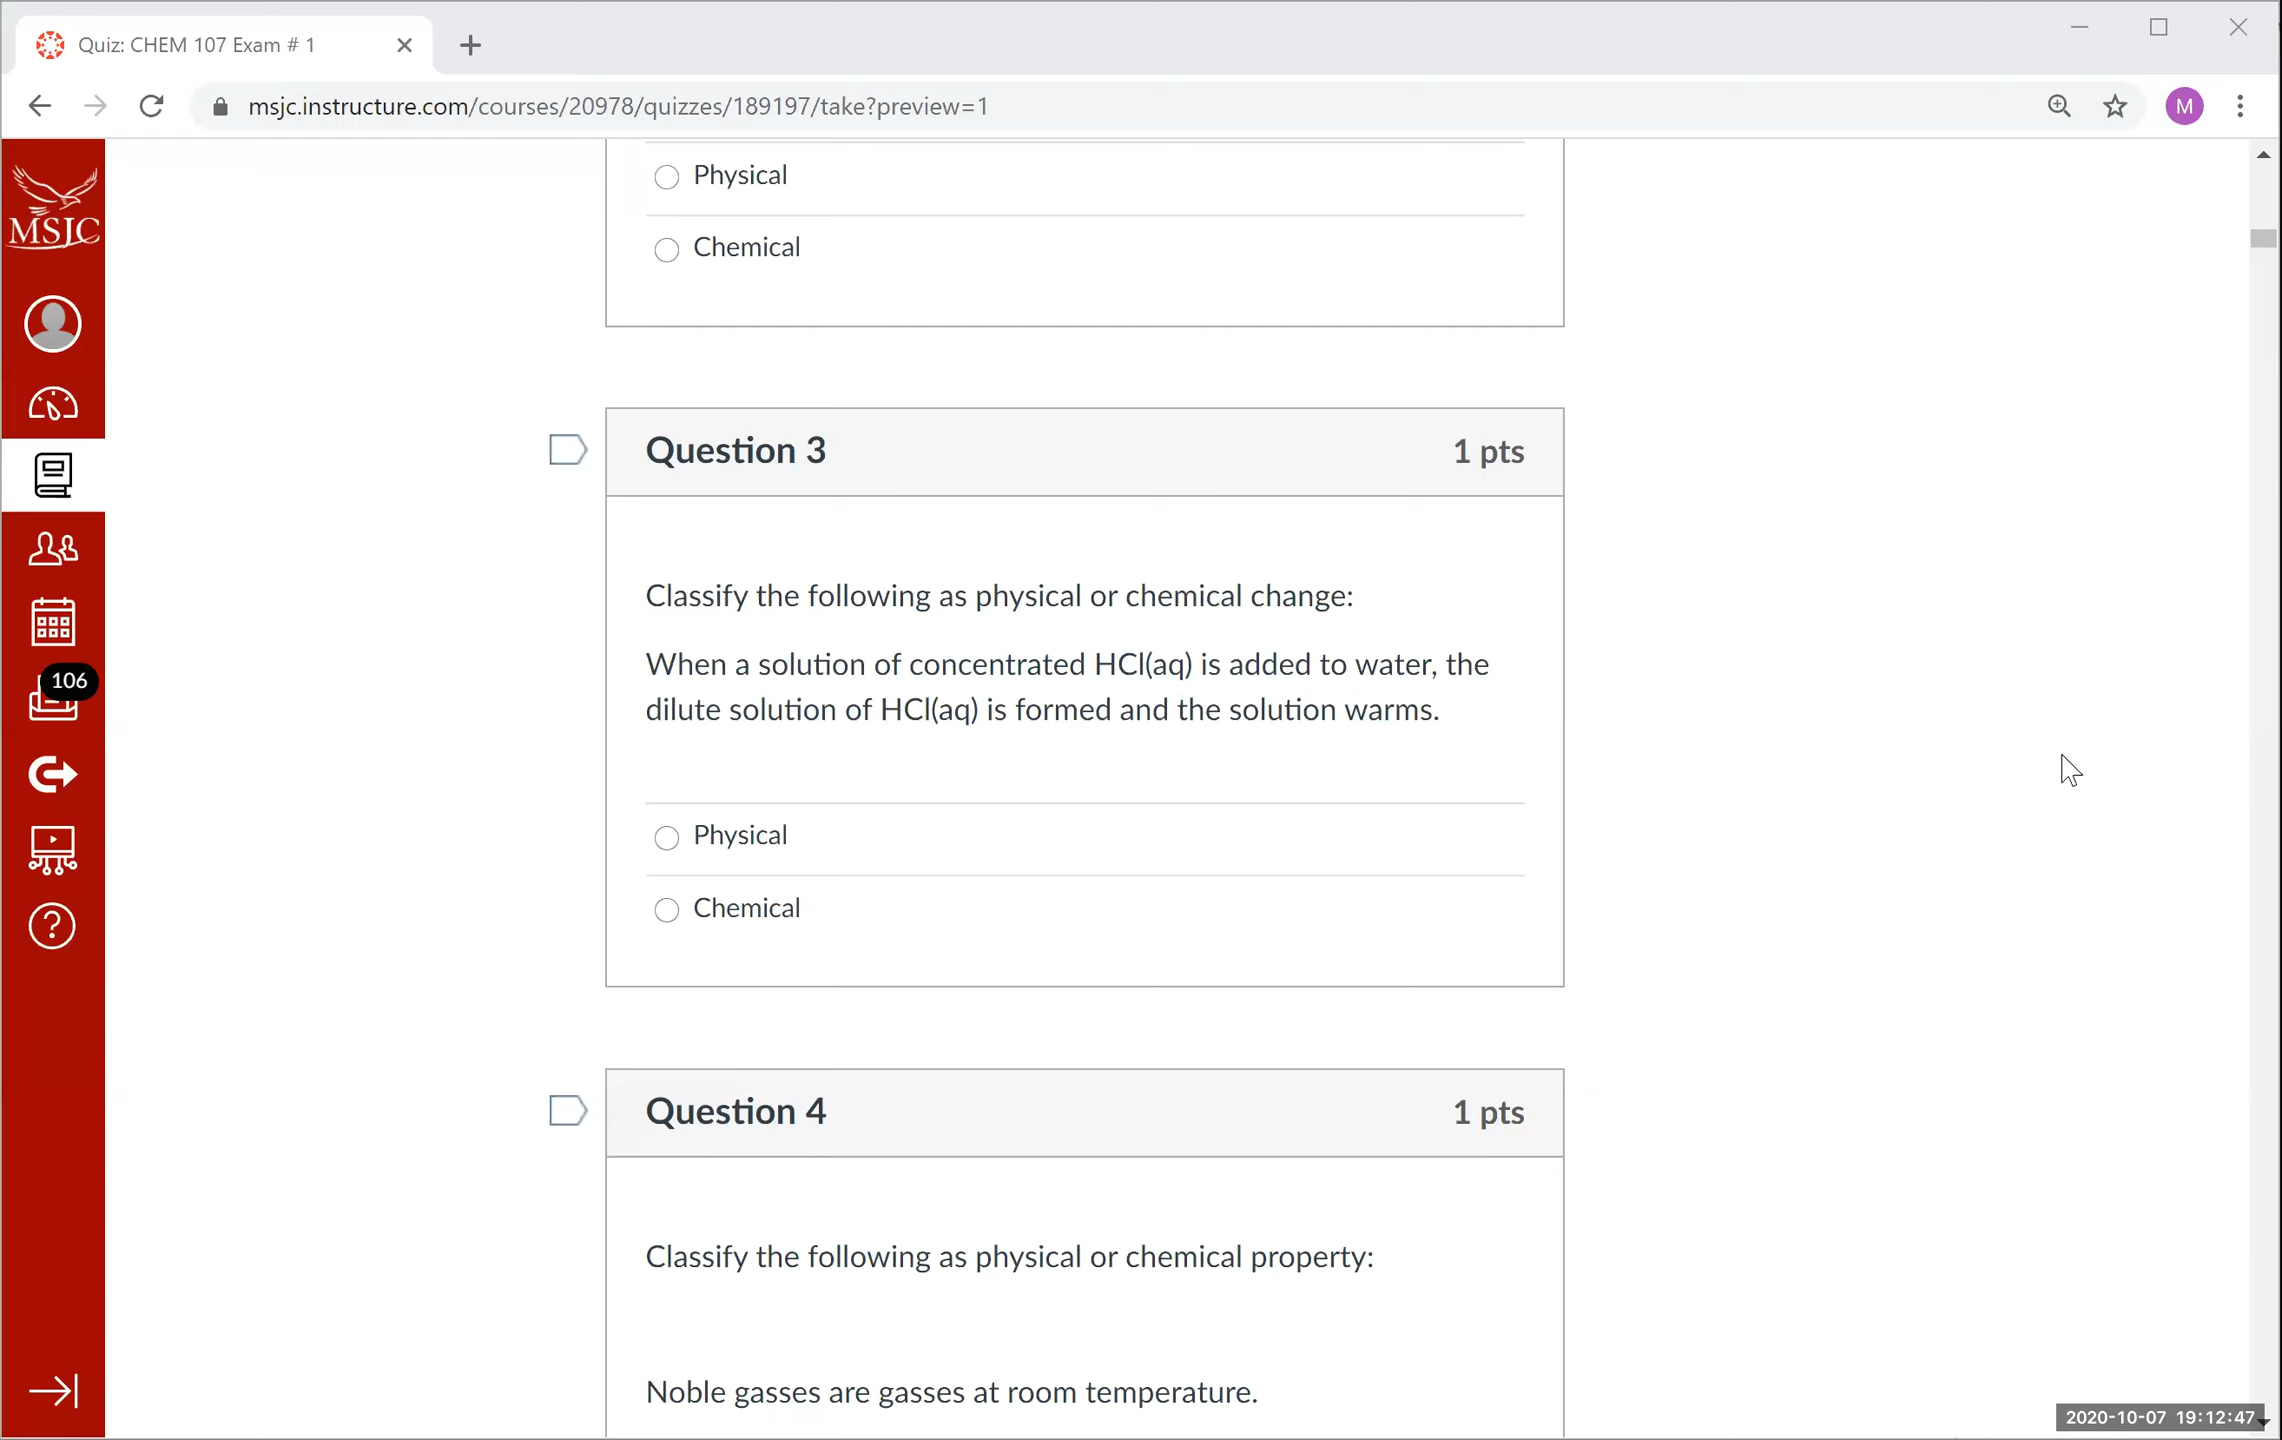 Quiz: CHEM 107 Exam # 1
msjc.instructure.com/courses/20978/quizzes/189197/take?preview=1
M
MSJC
Physical
Chemical
Question 3
1 pts
Classify the following as physical or chemical change:
When a solution of concentrated HCl(aq) is added to water, the
dilute solution of HCl(aq) is formed and the solution warms.
106
Physical
Chemical
Question 4
1 pts
Classify the following as physical or chemical property:
Noble gasses are gasses at room temperature.
2020-10-07 19:12:47